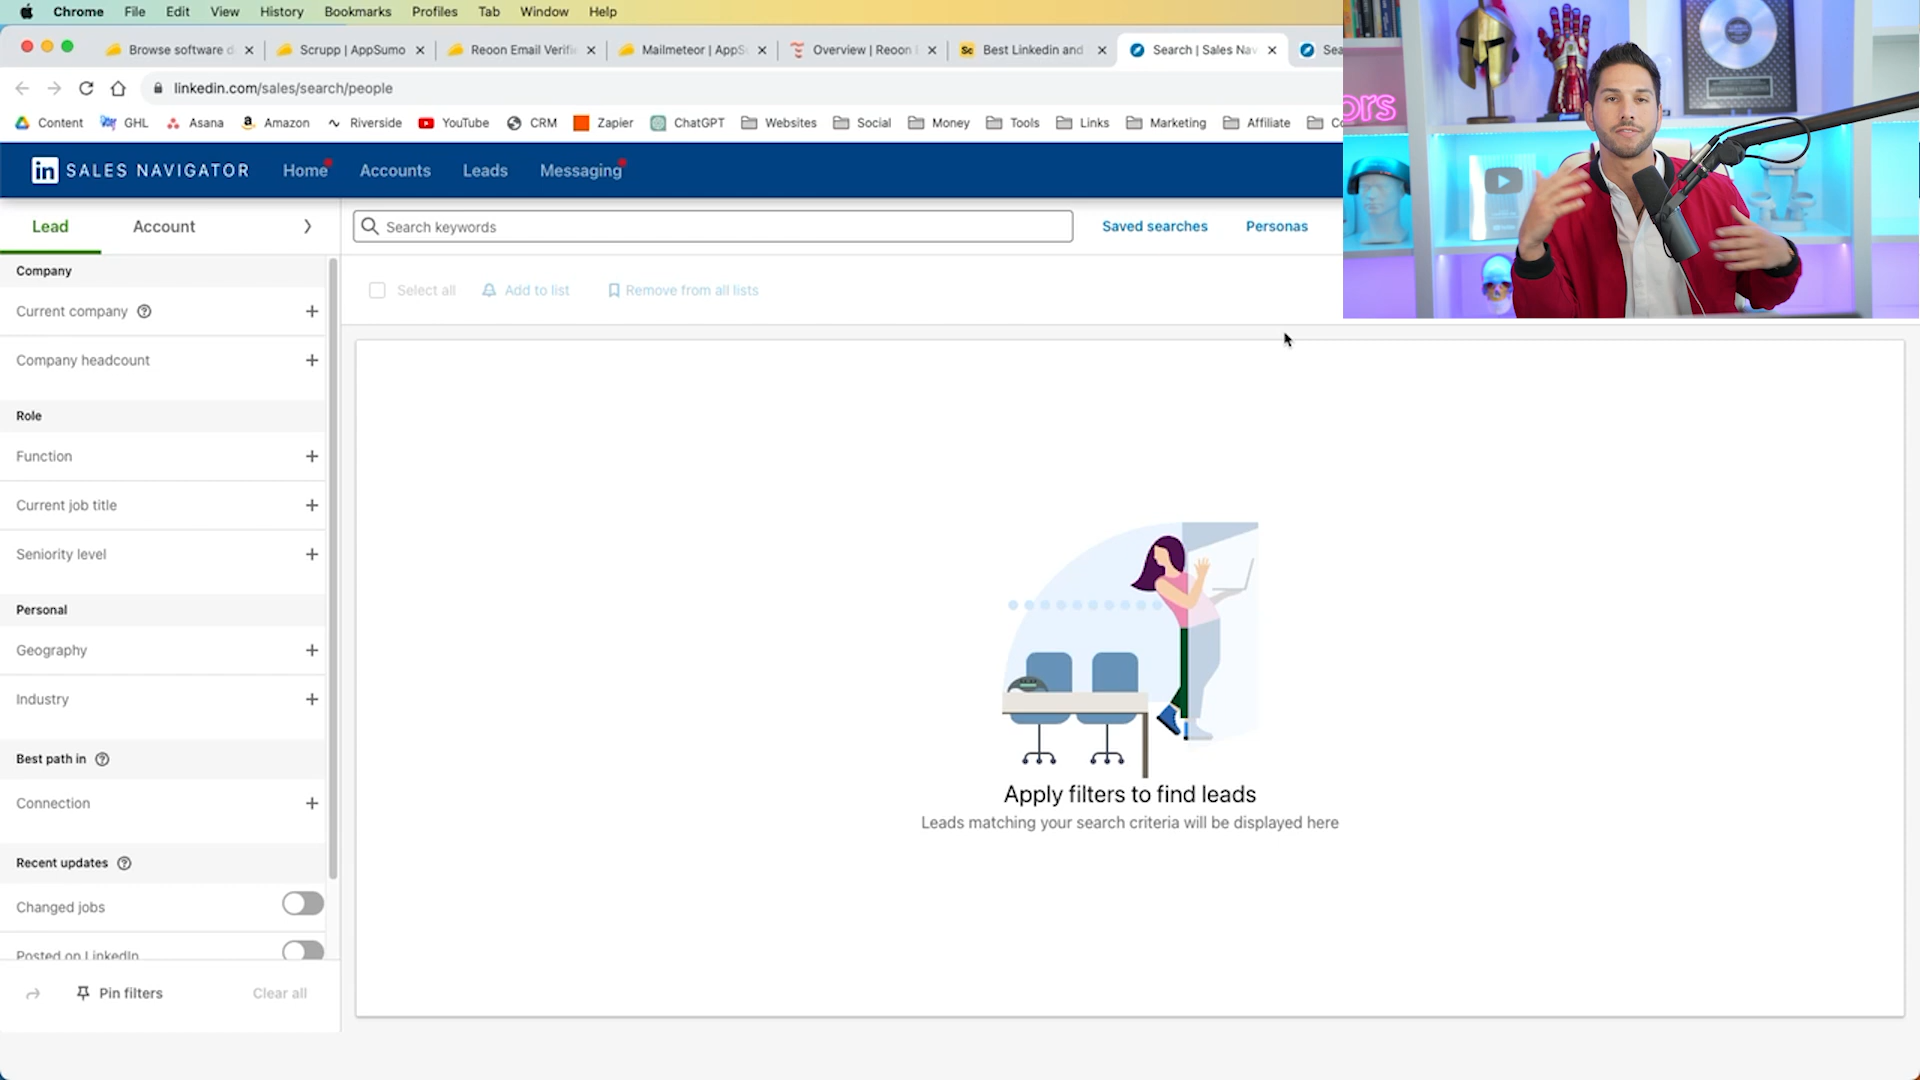 Chrome File Edit View History Bookmarks Profiles Tab Window Help
Browse software d
Scrupp | AppSumo
Reoon Email Verifi
Mailmeteor | AppS
Overview | Reoon
Best Linkedin and
Search | Sales Nav
Sea
linkedin.com/sales/search/people
Content GHL Asana Amazon Riverside YouTube CRM Zapier ChatGPT Websites Social Money Tools Links Marketing Affiliate
ors
in SALES NAVIGATOR Home Accounts Leads Messaging
Lead Account
Search keywords
Saved searches Personas
Company
Select all Add to list Remove from all lists
Current company
Company headcount
Role
Function
Current job title
Seniority level
Personal
Geography
Industry
Best path in
Connection
Apply filters to find leads
Leads matching your search criteria will be displayed here
Recent updates
Changed jobs
Posted on LinkedIn
Pin filters Clear all